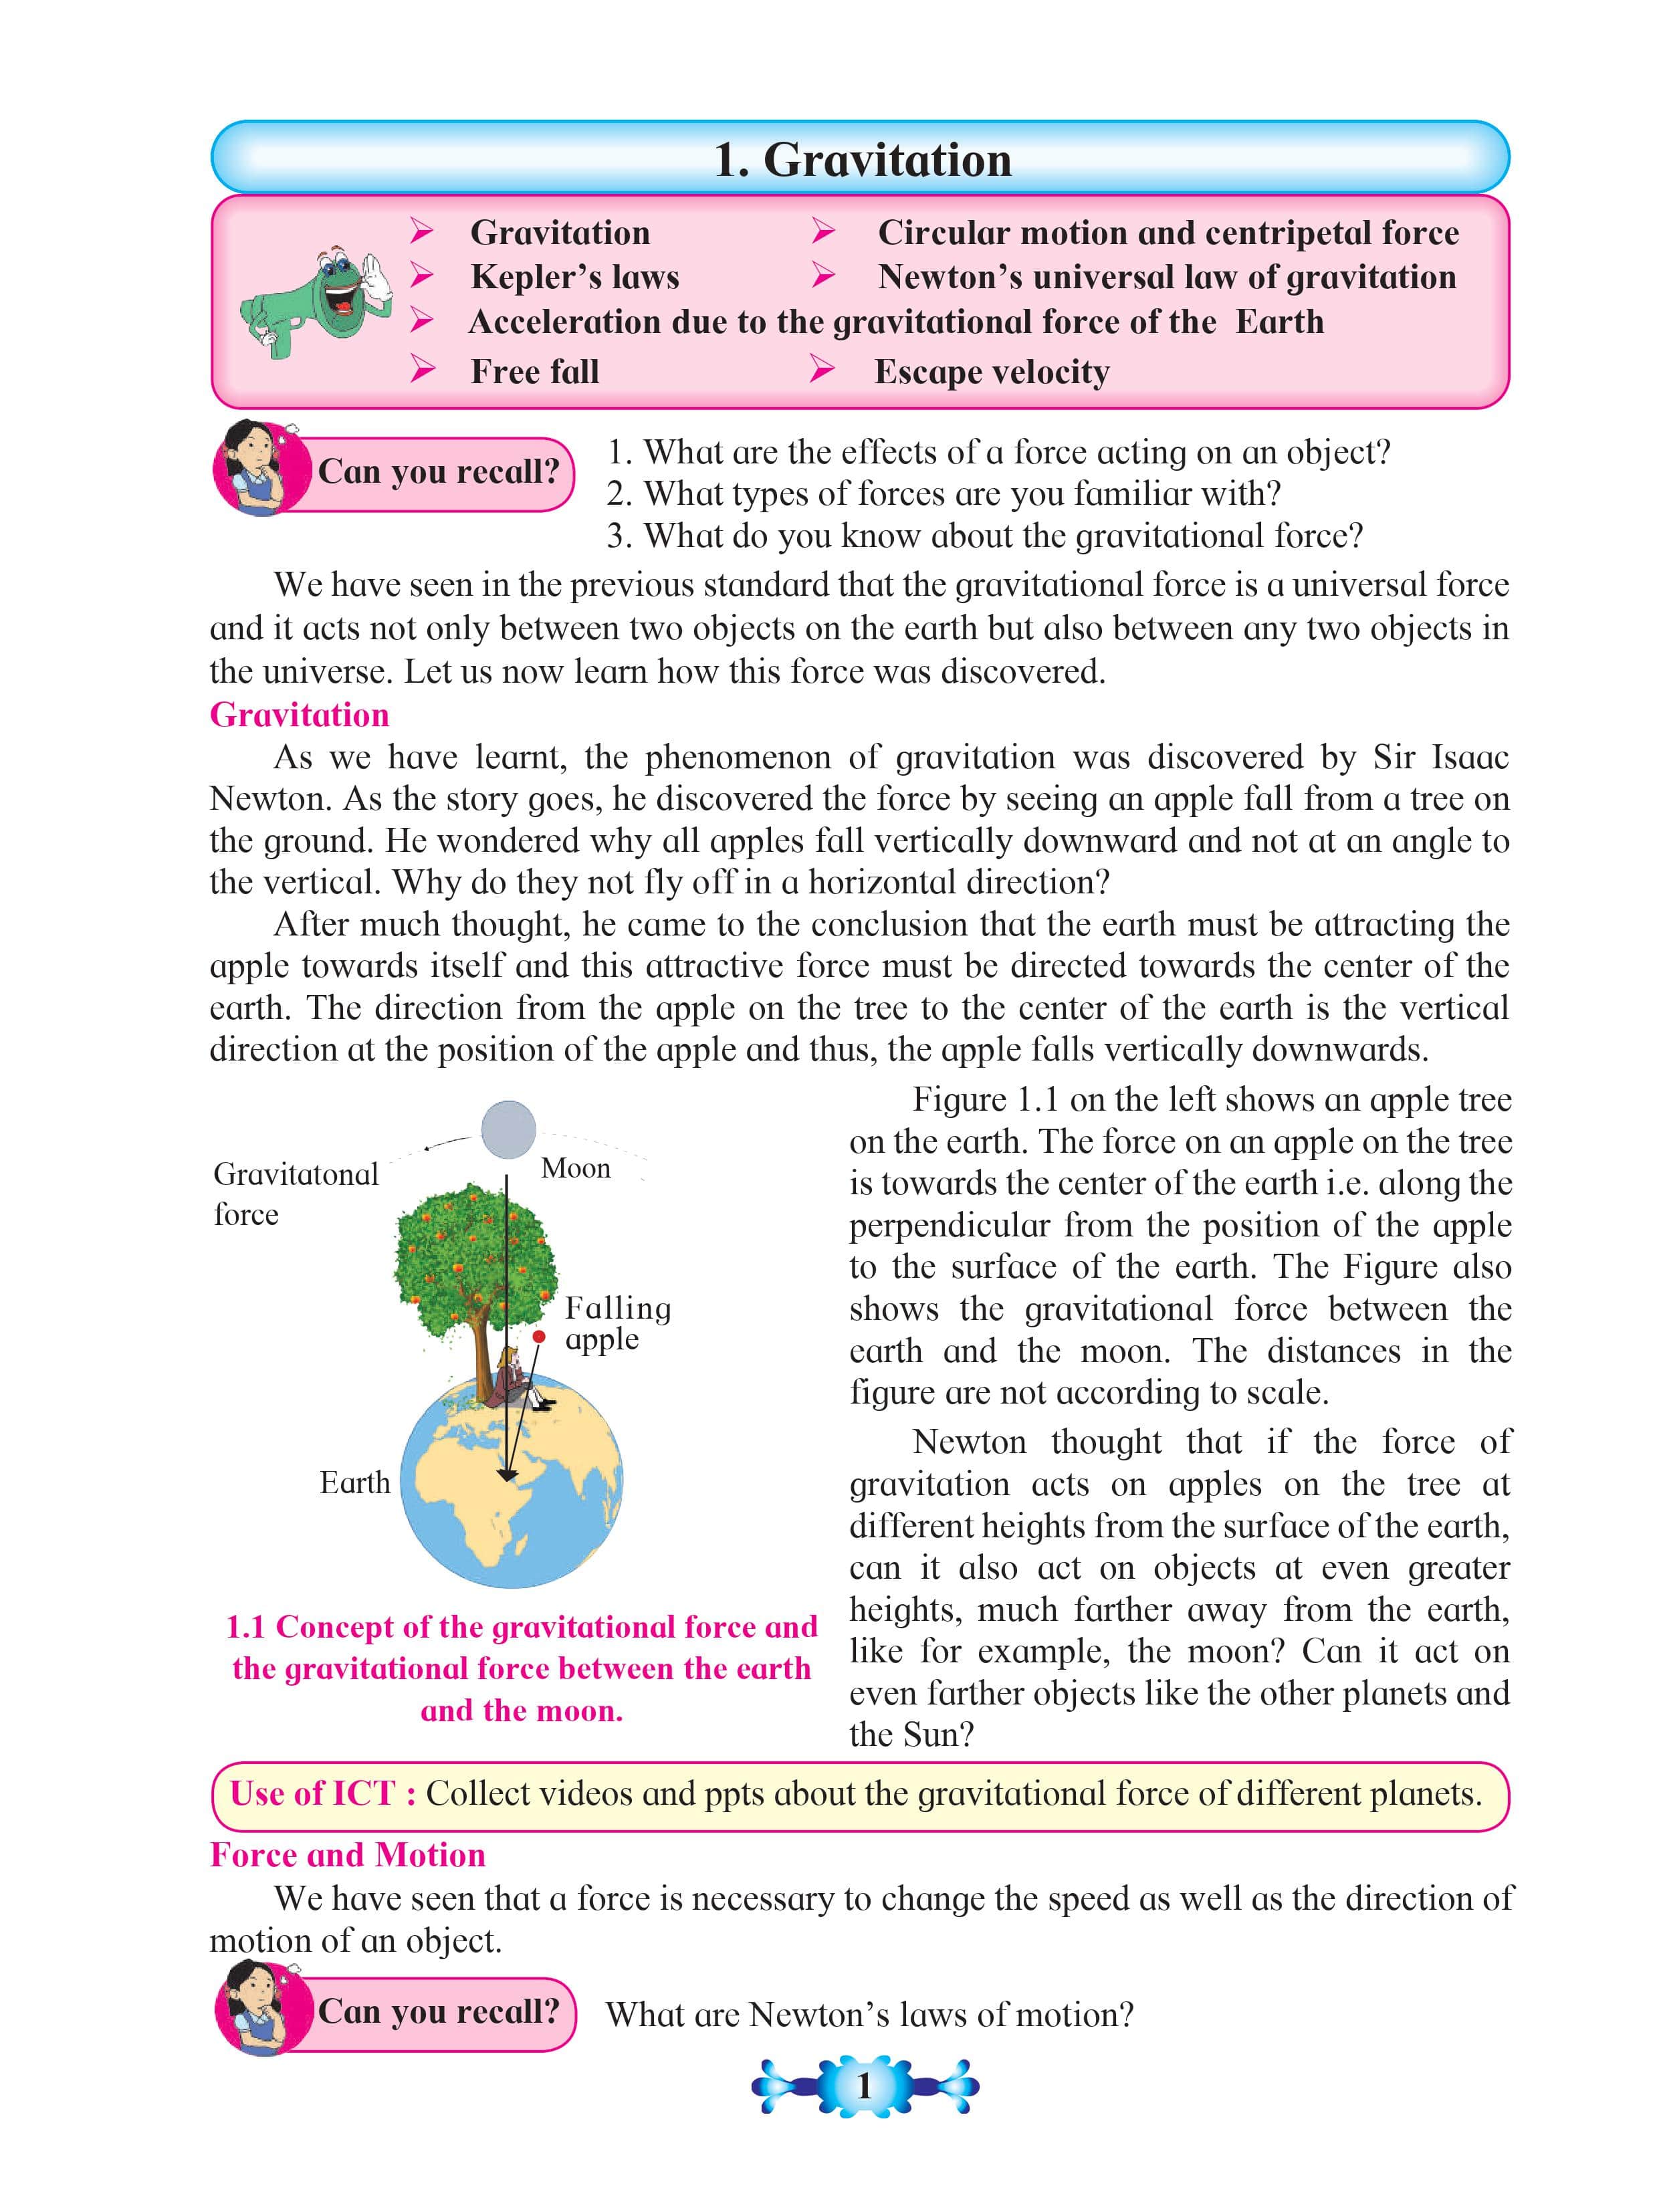 1. Gravitation
➢ Gravitation ➢ Circular motion and centripetal force
➢ Kepler’s laws ➢ Newton’s universal law of gravitation
➢ Acceleration due to the gravitational force of the Earth
➢ Free fall ➢ Escape velocity
Can you recall?
1. What are the effects of a force acting on an object?
2. What types of forces are you familiar with?
3. What do you know about the gravitational force?
We have seen in the previous standard that the gravitational force is a universal force
and it acts not only between two objects on the earth but also between any two objects in
the universe. Let us now learn how this force was discovered.
Gravitation
As we have learnt, the phenomenon of gravitation was discovered by Sir Isaac
Newton. As the story goes, he discovered the force by seeing an apple fall from a tree on
the ground. He wondered why all apples fall vertically downward and not at an angle to
the vertical. Why do they not fly off in a horizontal direction?
After much thought, he came to the conclusion that the earth must be attracting the
apple towards itself and this attractive force must be directed towards the center of the
earth. The direction from the apple on the tree to the center of the earth is the vertical
direction at the position of the apple and thus, the apple falls vertically downwards.
Gravitatonal
force
Moon
Falling
apple
Earth
1.1 Concept of the gravitational force and
the gravitational force between the earth
and the moon.
Figure 1.1 on the left shows an apple tree
on the earth. The force on an apple on the tree
is towards the center of the earth i.e. along the
perpendicular from the position of the apple
to the surface of the earth. The Figure also
shows the gravitational force between the
earth and the moon. The distances in the
figure are not according to scale.
Newton thought that if the force of
gravitation acts on apples on the tree at
different heights from the surface of the earth,
can it also act on objects at even greater
heights, much farther away from the earth,
like for example, the moon? Can it act on
even farther objects like the other planets and
the Sun?
Use of ICT : Collect videos and ppts about the gravitational force of different planets.
Force and Motion
We have seen that a force is necessary to change the speed as well as the direction of
motion of an object.
Can you recall?
What are Newton’s laws of motion?
1